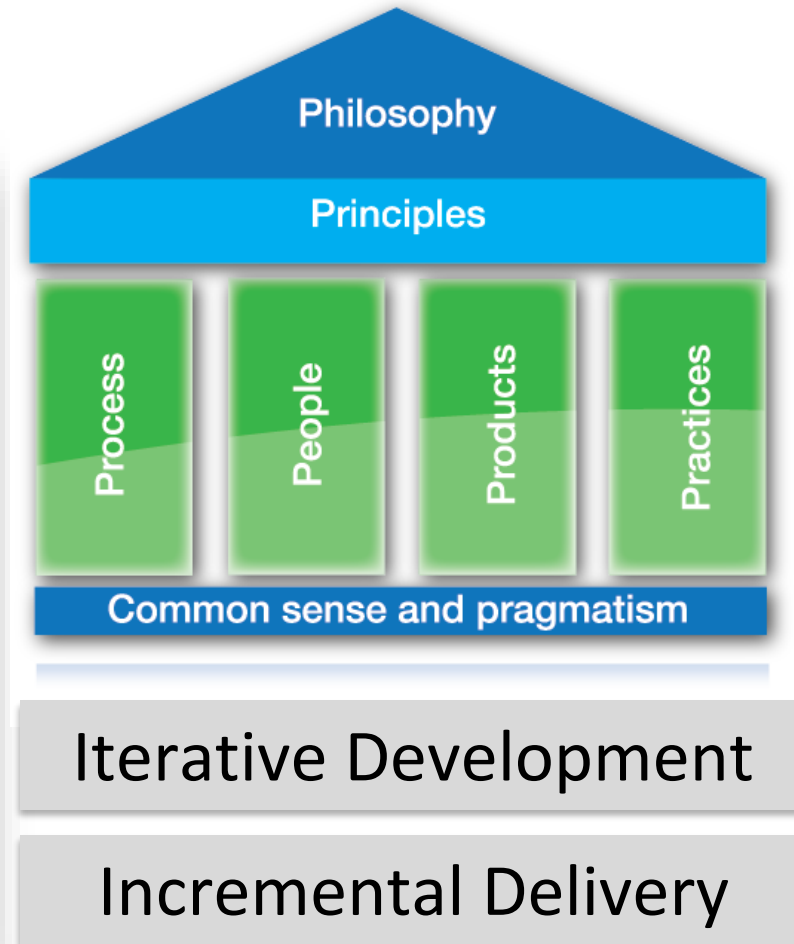 Philosophy
Principles
Process
People
Products
Practices
Common sense and pragmatism
Iterative Development
Incremental Delivery